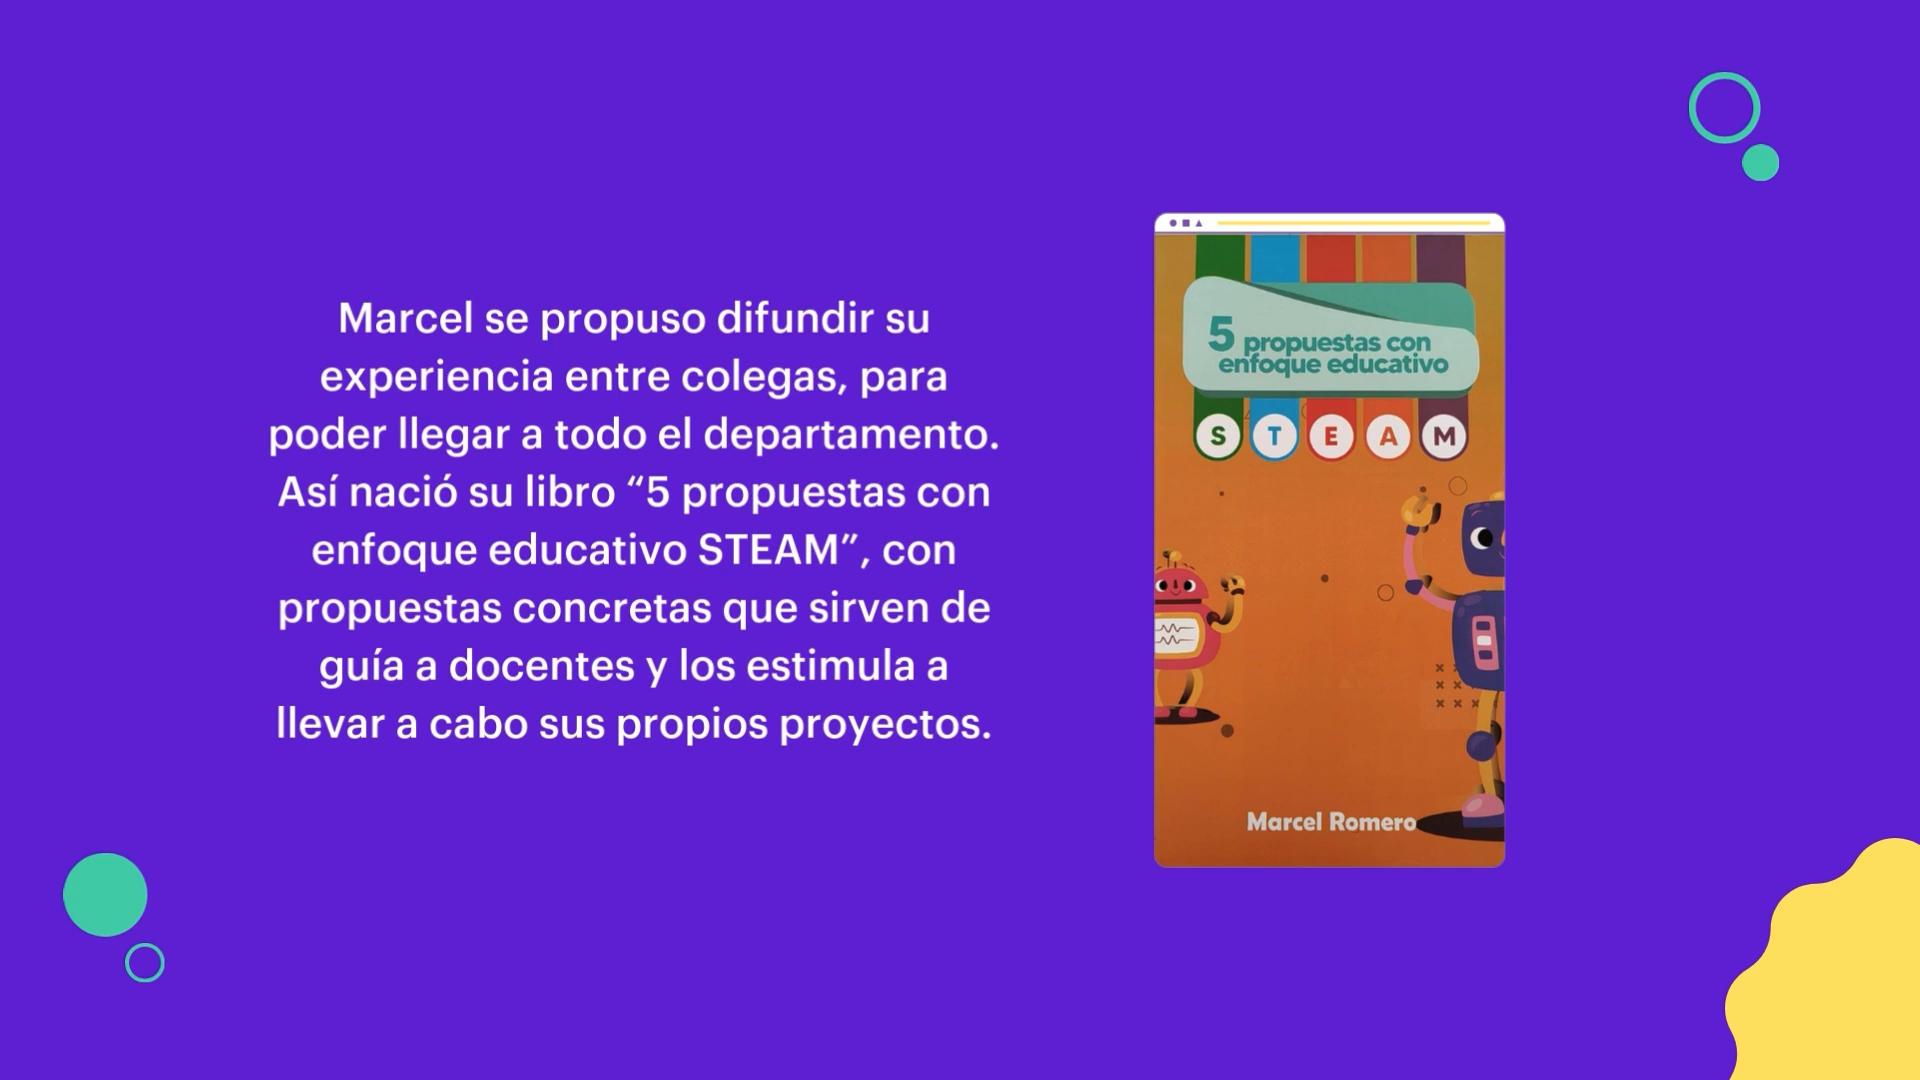 Marcel se propuso difundir su
experiencia entre colegas, para
poder llegar a todo el departamento.
Así nació su libro “5 propuestas con
enfoque educativo STEAM”, con
propuestas concretas que sirven de
guía a docentes y los estimula a
llevar a cabo sus propios proyectos.
5 propuestas con
enfoque educativo
S T E A M
Marcel Romero